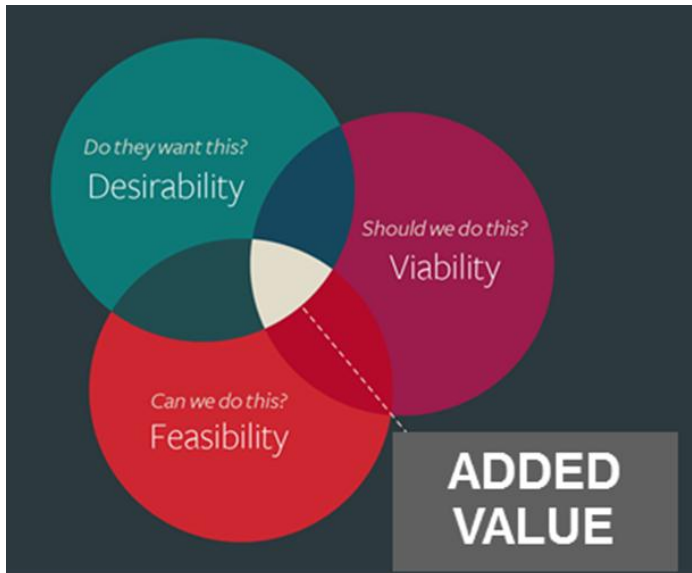 Do they want this?
Desirability
Should we do this?
Viability
Can we do this?
Feasibility
ADDED
VALUE